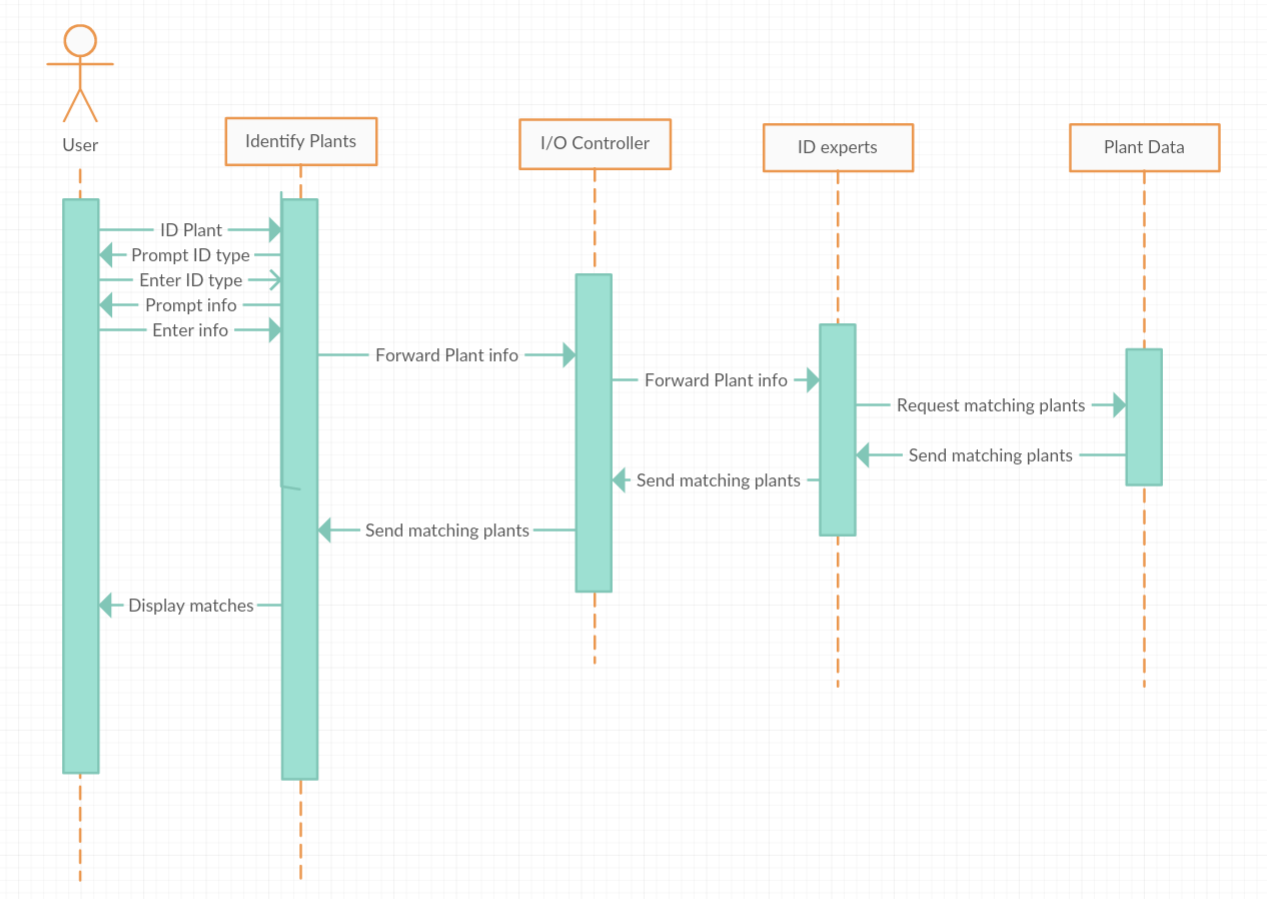 User
Identify Plants
I/O Controller
ID experts
Plant Data
ID Plant
Prompt ID type
Enter ID type
Prompt info
Enter info
Forward Plant info
Forward Plant info
Request matching plants
Send matching plants
Send matching plants
Send matching plants
Display matches